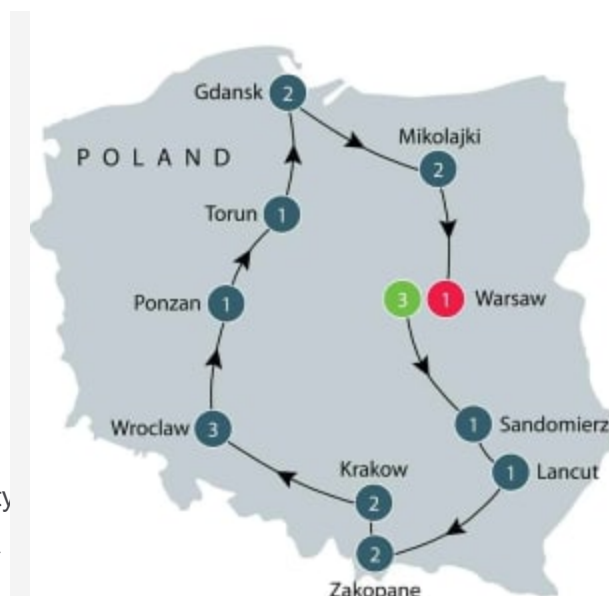 Gdansk 2
Mikolajki
2
POLAND
Torun 1
Ponzan 1
3 1 Warsaw
Wroclaw 3
1 Sandomierz
Krakow
1 Lancut
2
2
Zakopane